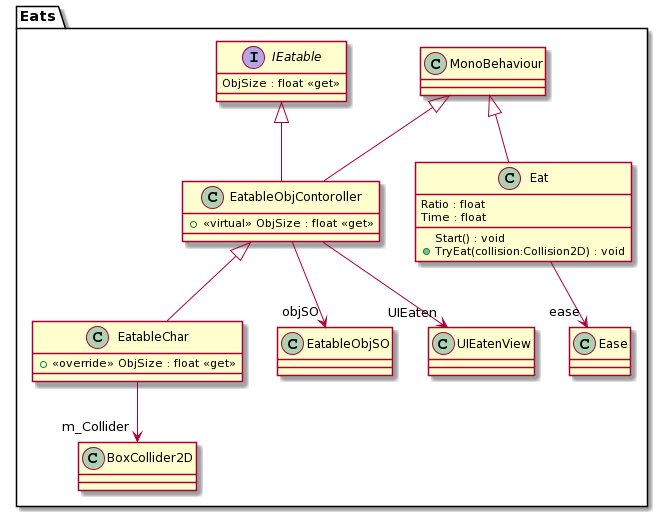 Eats
I IEatable
ObjSize : float «get»
C MonoBehaviour
C EatableObjContoroller
«virtual» ObjSize : float «get»
C Eat
Ratio : float
Time : float
Start() : void
TryEat(collision:Collision2D) : void
objSO
UIEaten
ease
C EatableChar
«override» ObjSize : float «get»
C EatableObjSO
C UIEatenView
C Ease
m_Collider
C BoxCollider2D